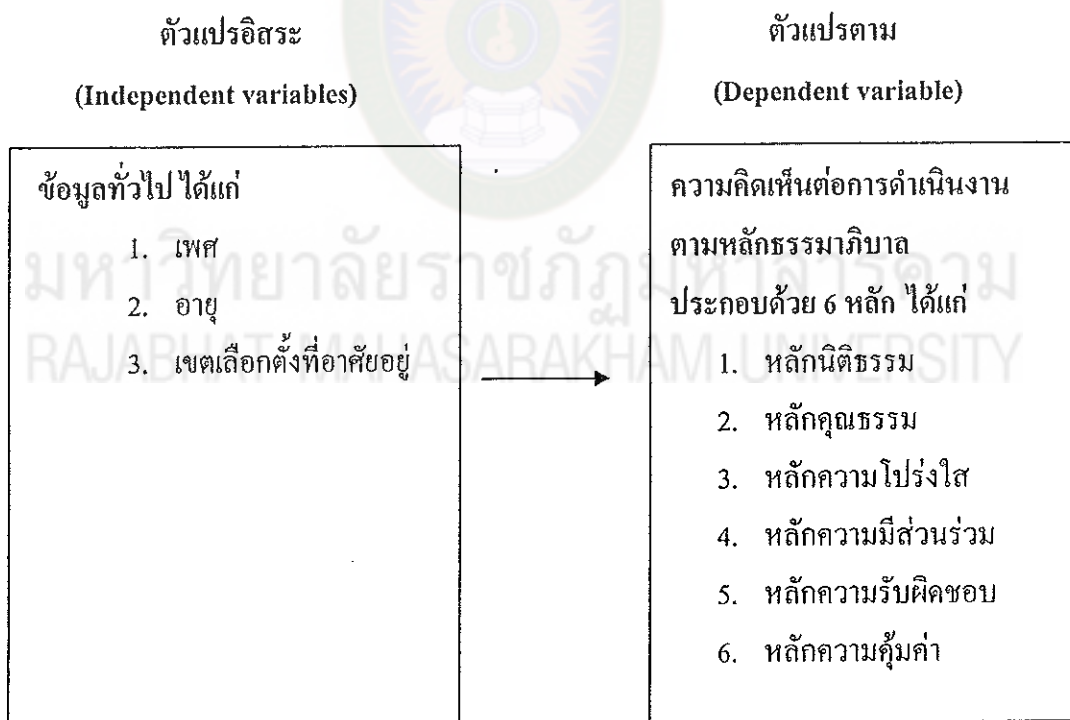 ตัวแปรอิสระ
(Independent variables)
ข้อมูลทั่วไป ได้แก่
1. เพศ
2. อายุ
3. เขตเลือกตั้งที่อาศัยอยู่
ตัวแปรตาม
(Dependent variable)
ความคิดเห็นต่อการดำเนินงาน
ตามหลักธรรมาภิบาล
ประกอบด้วย 6 หลัก ได้แก่
1. หลักนิติธรรม
2. หลักคุณธรรม
3. หลักความโปร่งใส
4. หลักความมีส่วนร่วม
5. หลักความรับผิดชอบ
6. หลักความคุ้มค่า
มหาวิทยาลัยราชภัฏมหาสารคาม
RAJABHAT MAHASARAKHAM UNIVERSITY